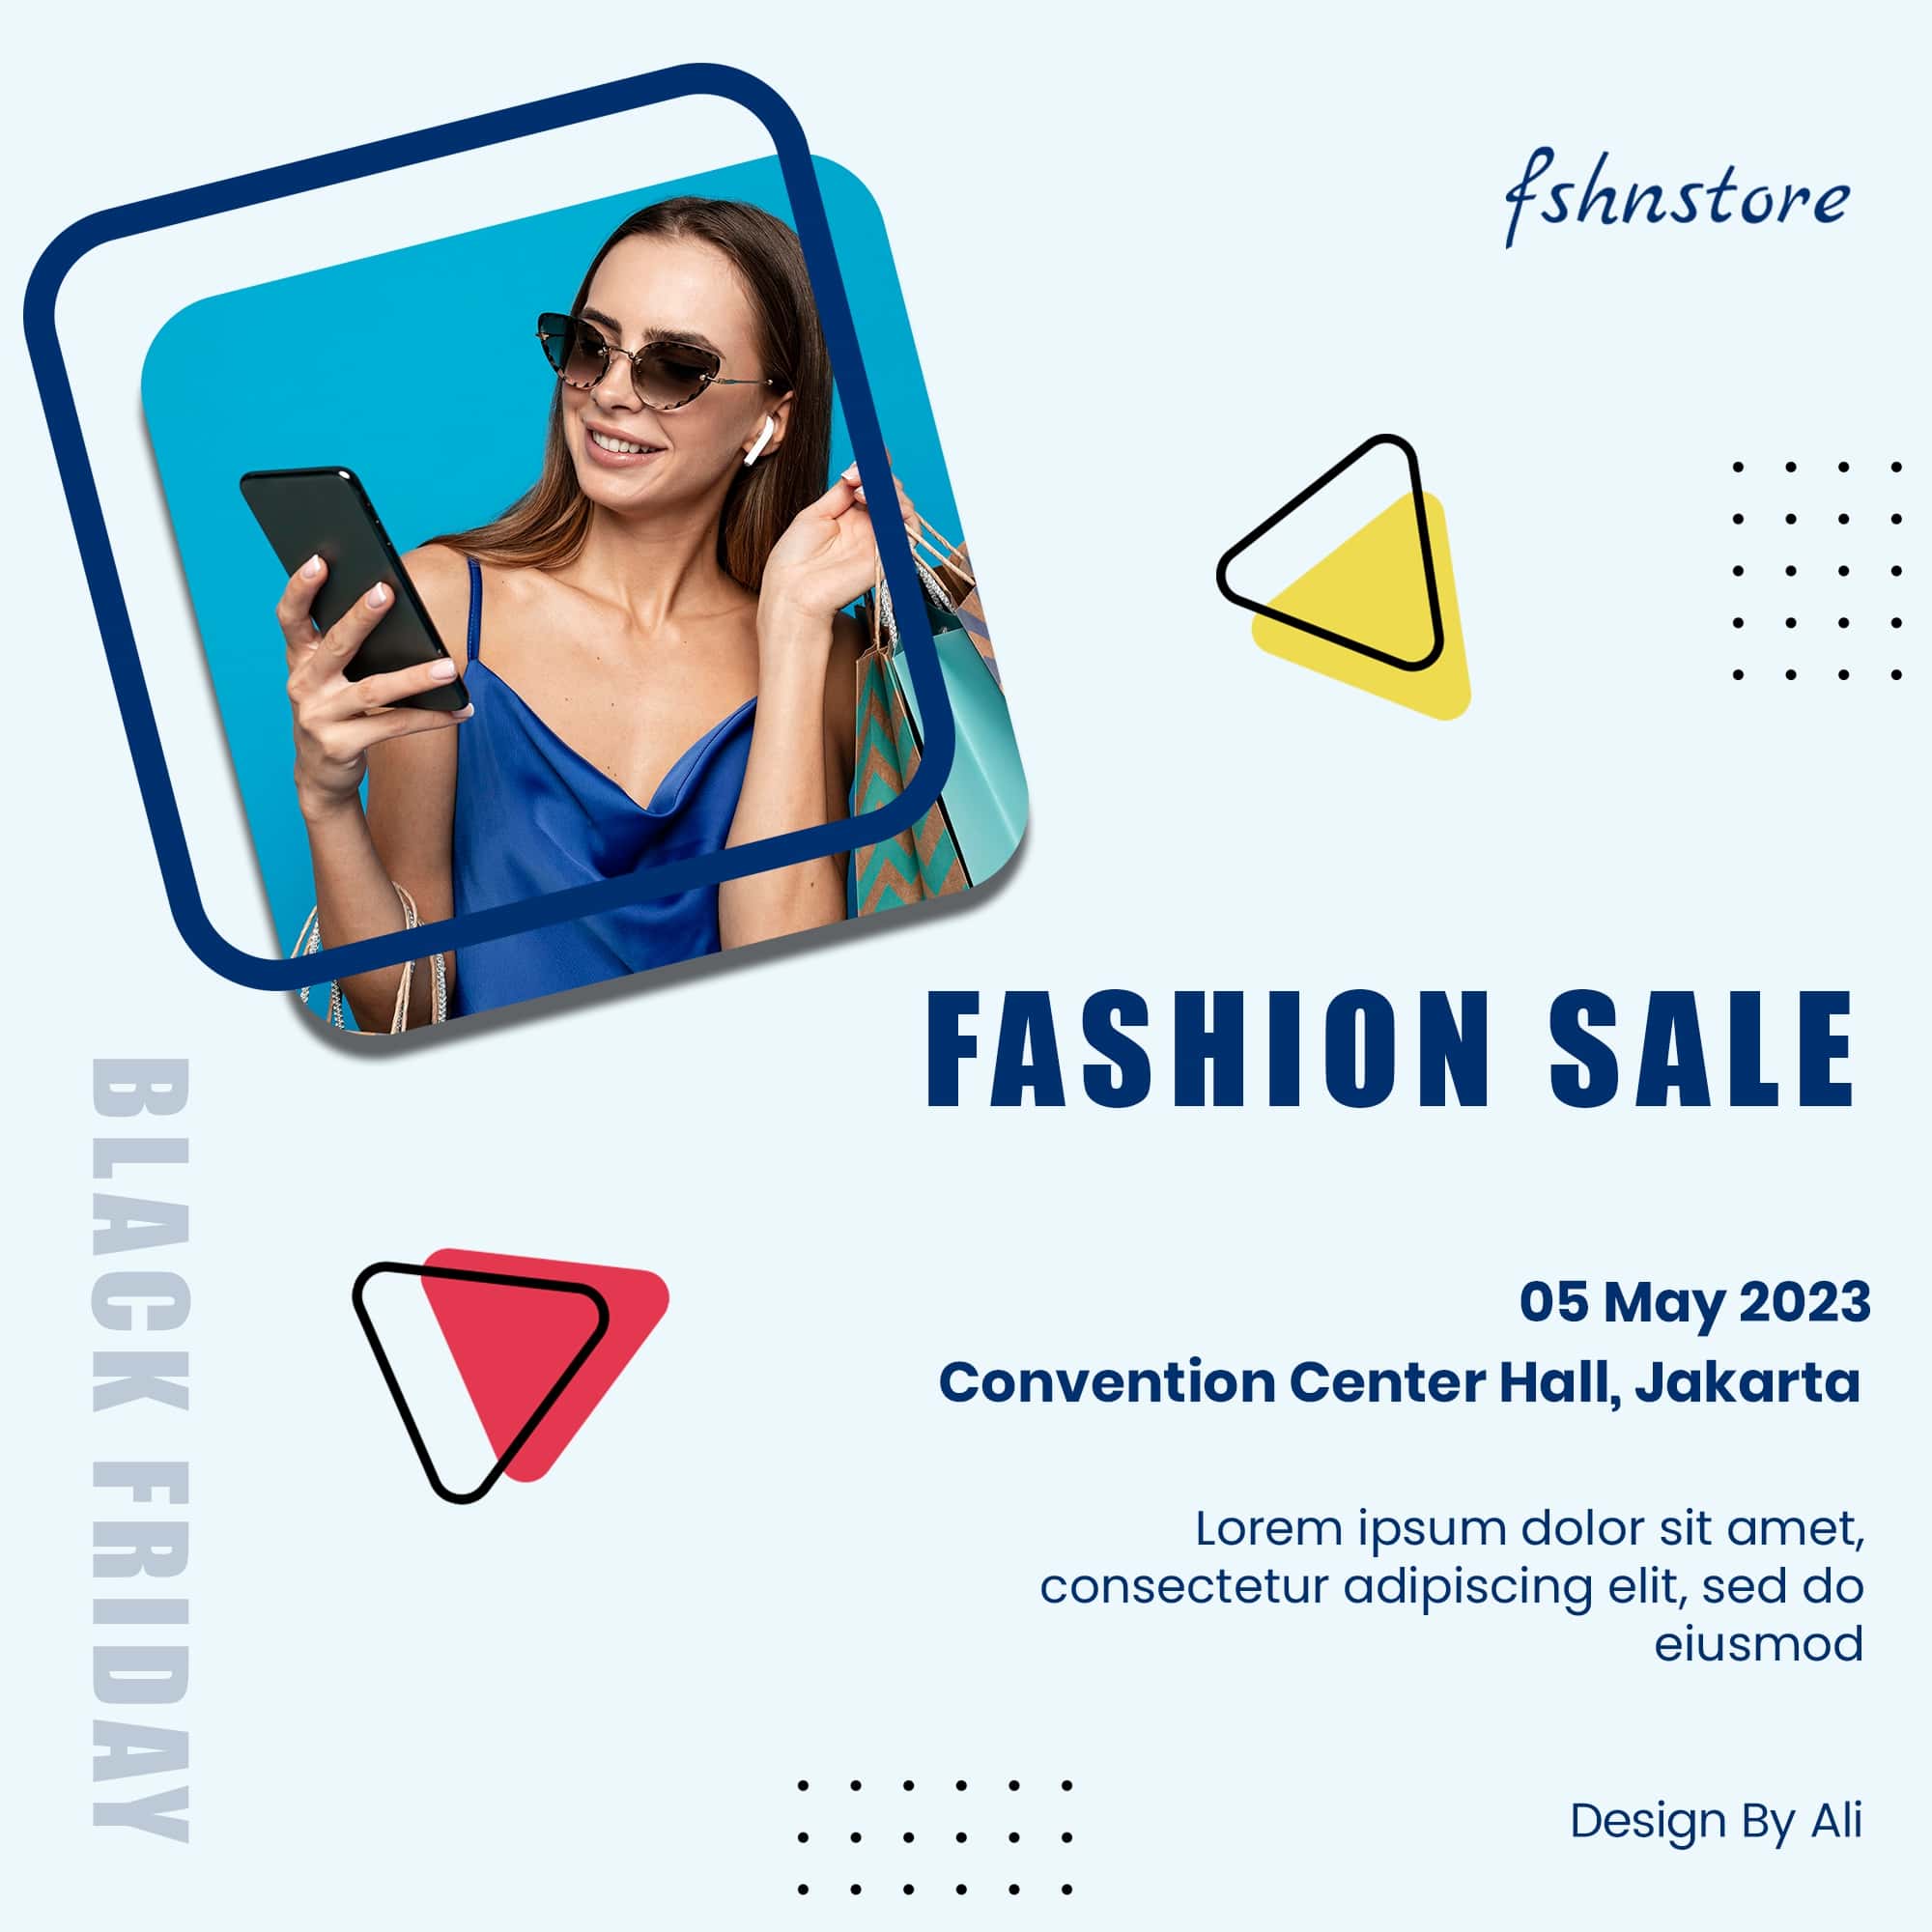 fshnstore
FASHION SALE
BLACK FRIDAY
05 May 2023
Convention Center Hall, Jakarta
Lorem ipsum dolor sit amet,
consectetur adipiscing elit, sed do
eiusmod
Design By Ali